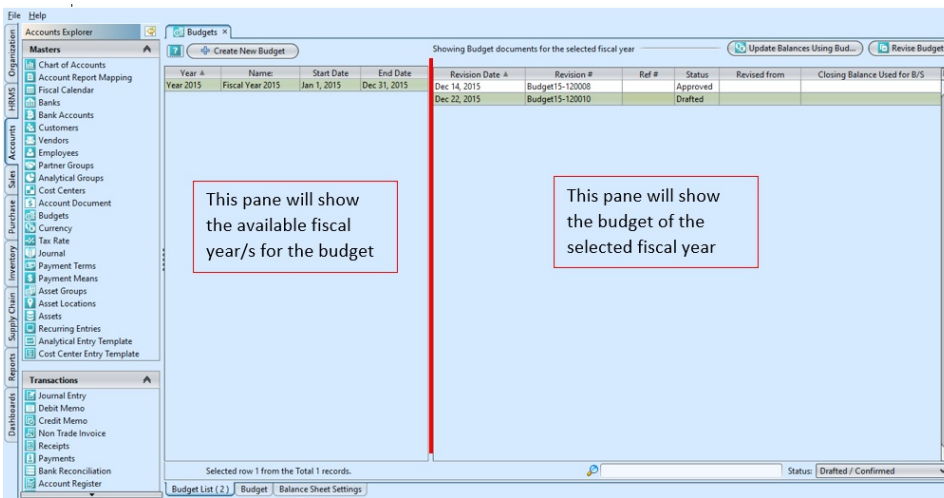 File Help
Accounts Explorer
Budgets ×
Organization
HRMS
Accounts
Sales
Purchase
Inventory
Supply Chain
Reports
Dashboards
Masters
Chart of Accounts
Account Report Mapping
Fiscal Calendar
Banks
Bank Accounts
Customers
Vendors
Employees
Partner Groups
Analytical Groups
Cost Centers
Account Document
Budgets
Currency
Tax Rate
Journal
Payment Terms
Payment Means
Asset Groups
Asset Locations
Assets
Recurring Entries
Analytical Entry Template
Cost Center Entry Template
Transactions
Journal Entry
Debit Memo
Credit Memo
Non Trade Invoice
Receipts
Payments
Bank Reconciliation
Account Register
? Create New Budget
Year Name: Start Date End Date
Year 2015 Fiscal Year 2015 Jan 1, 2015 Dec 31, 2015
This pane will show
the available fiscal
year/s for the budget
Selected row 1 from the Total 1 records.
Showing Budget documents for the selected fiscal year
Update Balances Using Bud... Revise Budget
Revision Date Revision # Ref # Status Revised from Closing Balance Used for B/S
Dec 14, 2015 Budget15-120008 Approved
Dec 22, 2015 Budget15-120010 Drafted
This pane will show
the budget of the
selected fiscal year
Status: Drafted / Confirmed
Budget List ( 2 ) Budget Balance Sheet Settings